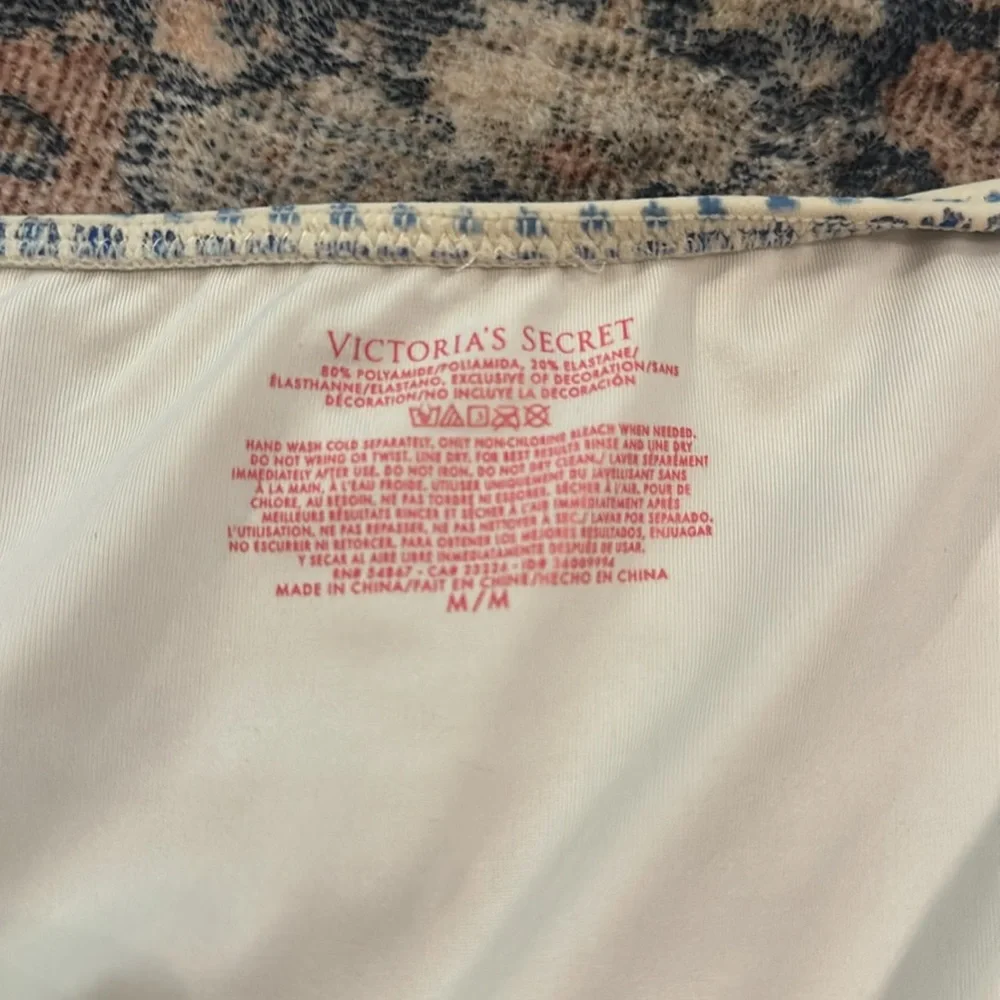 VICTORIA'S SECRET
80% POLYAMIDE/POLIAMIDA, 20% ELASTANE/
ÉLASTHANNE/ELASTANO, EXCLUSIVE OF DECORATION/SANS
DÉCORATION/NO INCLUYE LA DECORACIÓN
HAND WASH COLD SEPARATELY. ONLY NON-CHLORINE BLEACH WHEN NEEDED.
DO NOT WRING OR TWIST. LINE DRY. FOR BEST RESULTS RINSE AND LINE DRY
IMMEDIATELY AFTER USE. DO NOT IRON. DO NOT DRY CLEAN./ LAVER SÉPARÉMENT
À LA MAIN, À L'EAU FROIDE. UTILISER UNIQUEMENT DU JAVELLISANT SANS
CHLORE, AU BESOIN. NE PAS TORDRE NI ESSORER. SÉCHER À L'AIR. POUR DE
MEILLEURS RÉSULTATS RINCER ET SÉCHER À L'AIR IMMÉDIATEMENT APRÈS
L'UTILISATION. NE PAS REPASSER. NE PAS NETTOYER À SEC./ LAVAR POR SEPARADO.
NO ESCURRIR NI RETORCER. PARA OBTENER LOS MEJORES RESULTADOS, ENJUAGAR
Y SECAR AL AIRE LIBRE IMMEDIATAMENTE DESPUÉS DE USAR.
RN# 54867 - CA# 23226 - ID#
MADE IN CHINA/FAIT EN CHINE/HECHO EN CHINA
M/M